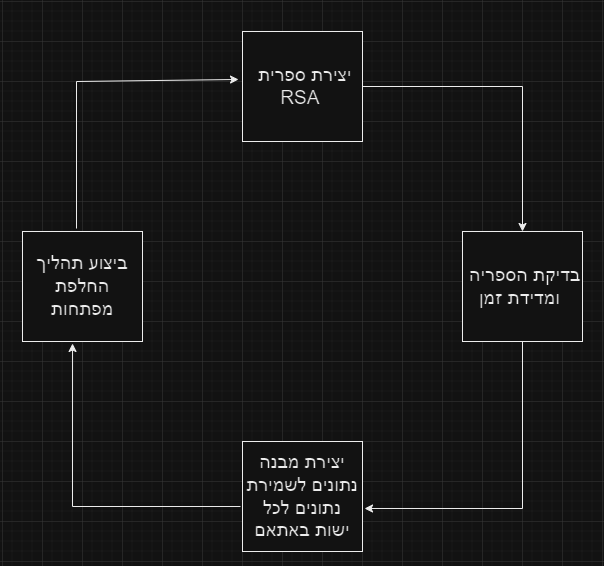 יצירת ספרית
RSA
בדיקת הספריה
ומדידת זמן
יצירת מבנה
נתונים לשמירת
נתונים לכל
ישות באתאם
ביצוע תהליך
החלפת
מפתחות